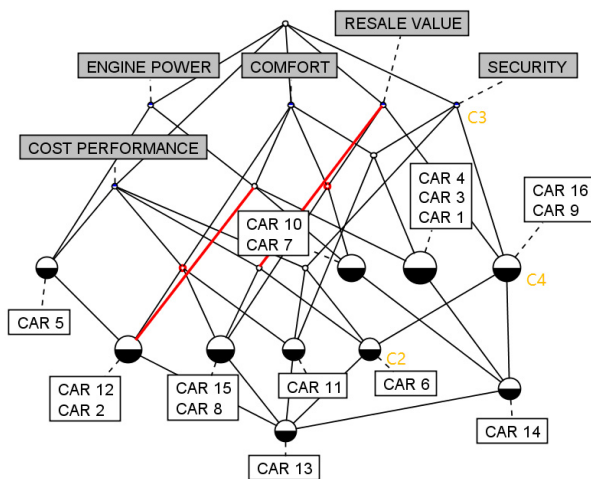 RESALE VALUE
ENGINE POWER
COMFORT
SECURITY
C3
COST PERFORMANCE
CAR 4
CAR 3
CAR 1
CAR 16
CAR 9
CAR 10
CAR 7
C4
CAR 5
C2
CAR 12
CAR 2
CAR 15
CAR 8
CAR 11
CAR 6
CAR 14
CAR 13